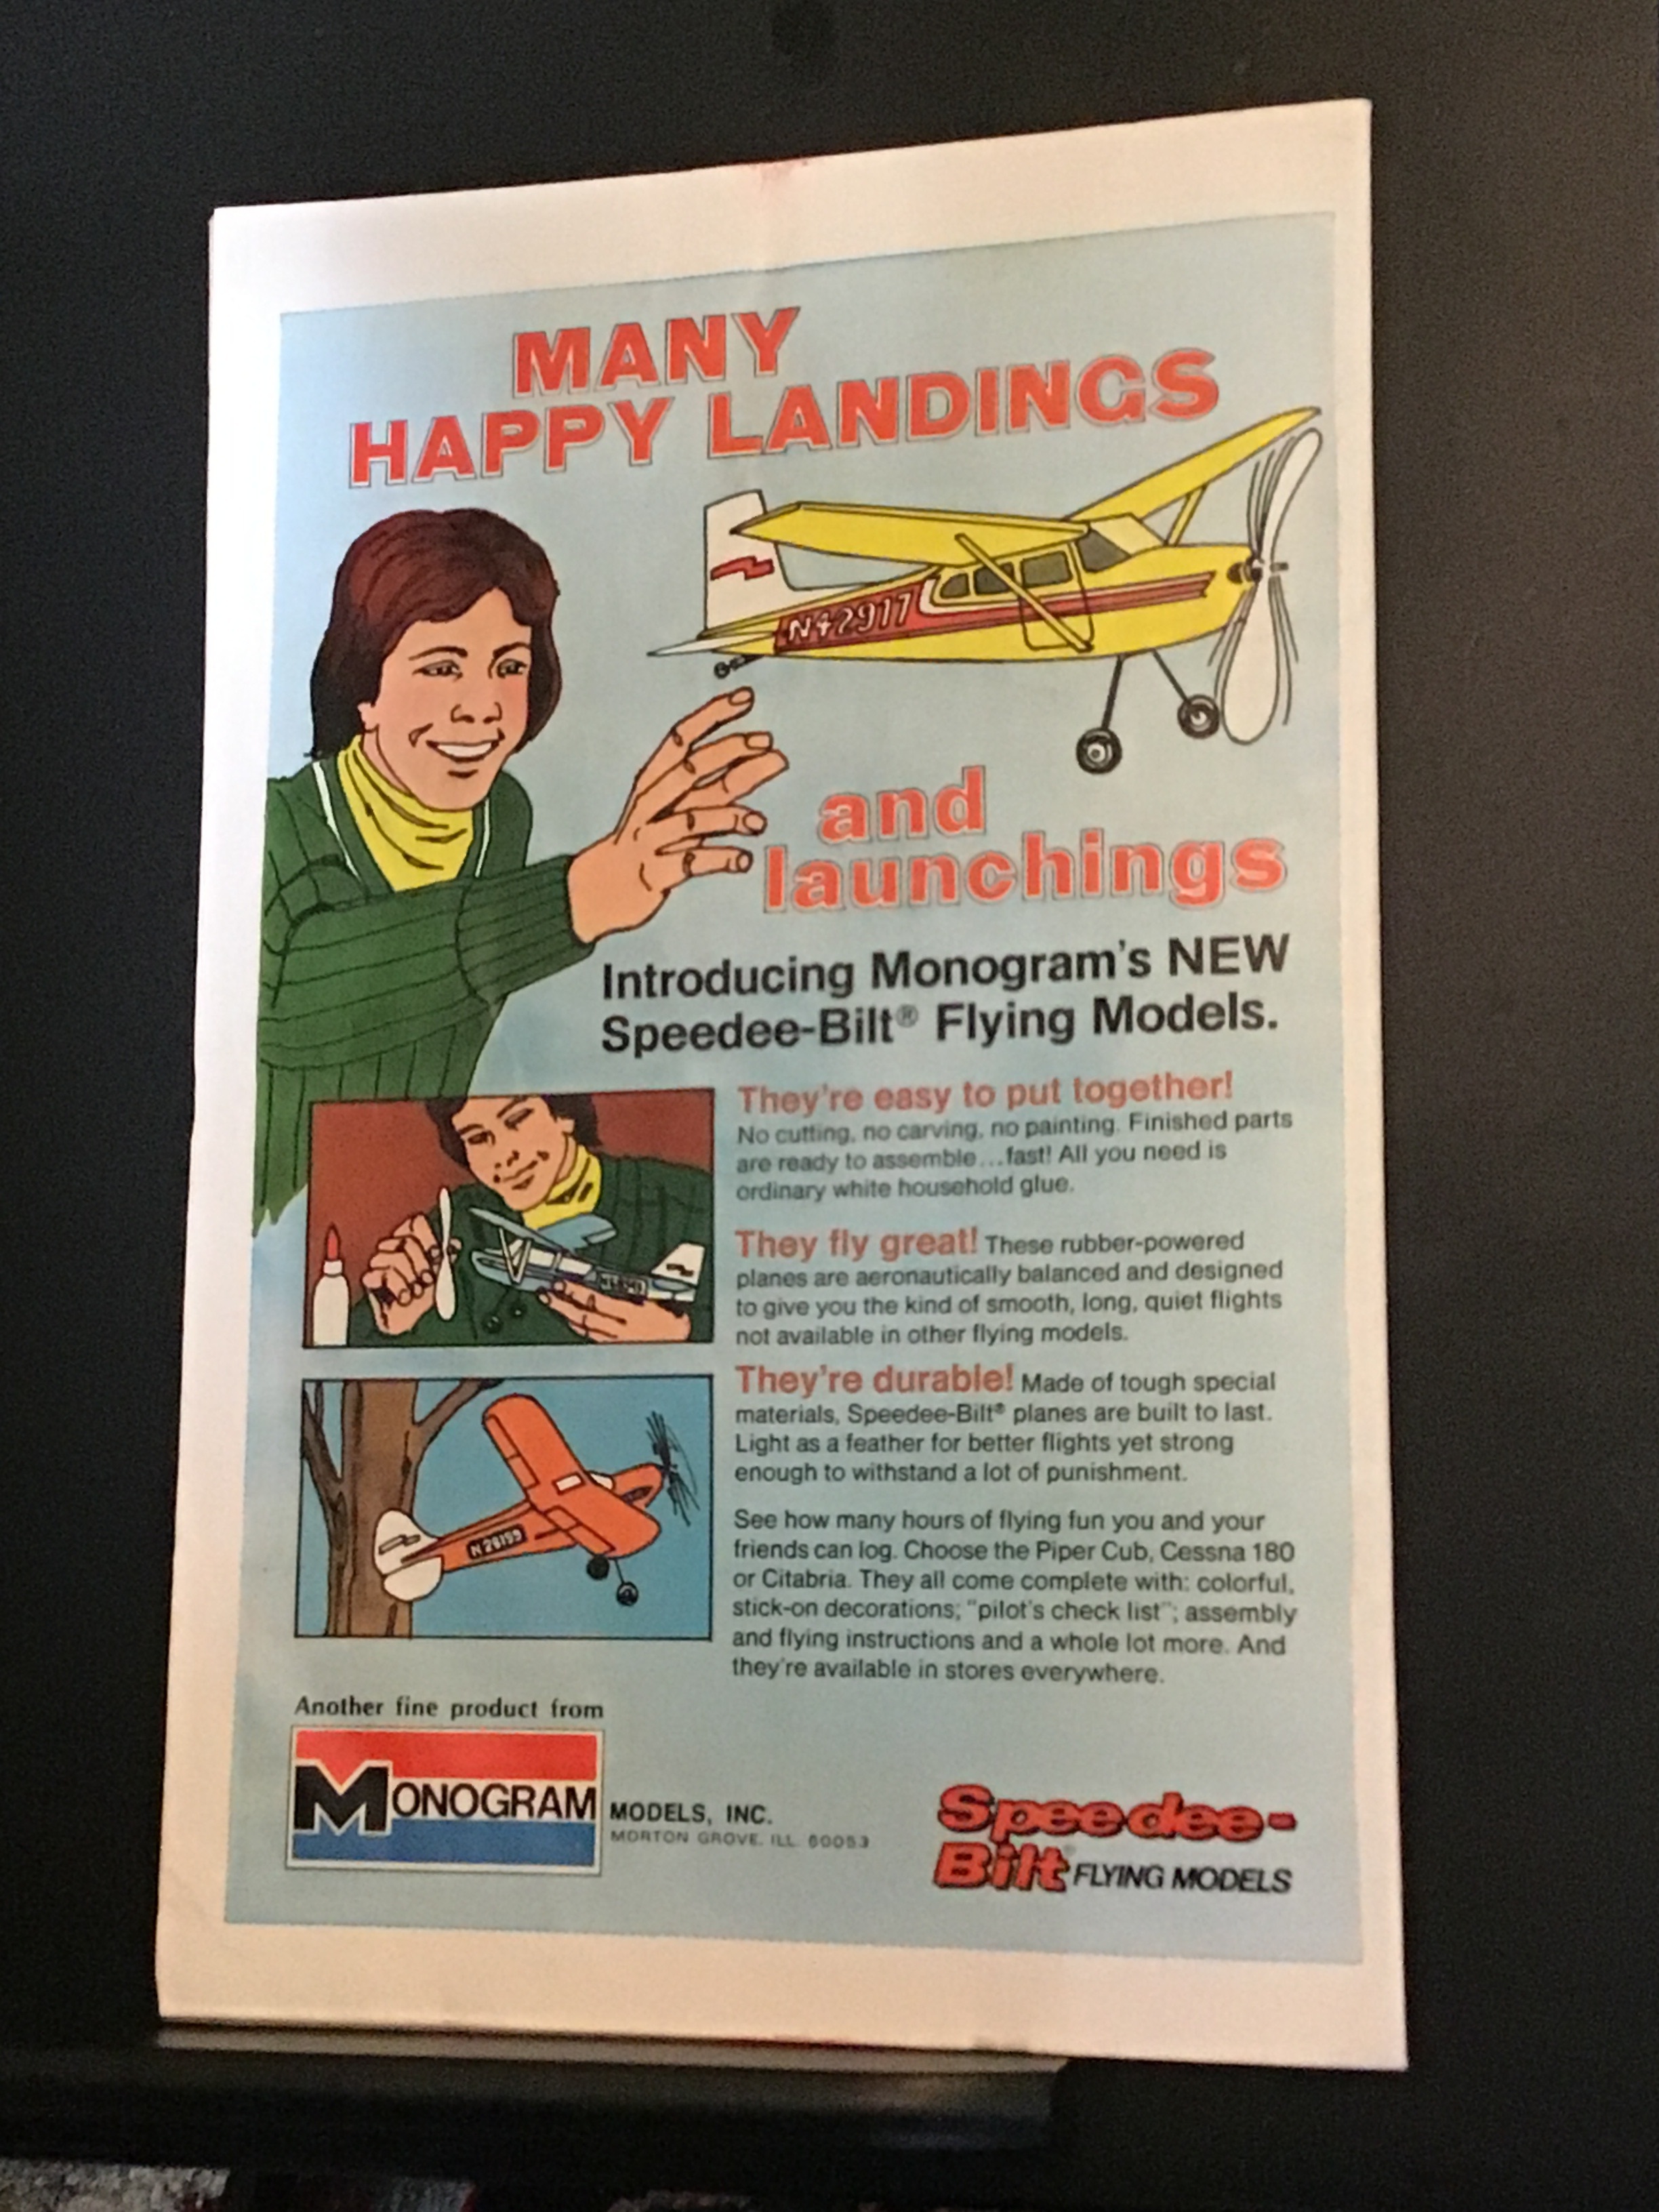 MANY
HAPPY LANDINGS
N42917
and
launchings
Introducing Monogram's NEW
Speedee-Bilt® Flying Models.
They're easy to put together!
No cutting, no carving, no painting. Finished parts
are ready to assemble...fast! All you need is
ordinary white household glue.
They fly great! These rubber-powered
planes are aeronautically balanced and designed
to give you the kind of smooth, long, quiet flights
not available in other flying models.
They're durable! Made of tough special
materials, Speedee-Bilt® planes are built to last.
Light as a feather for better flights yet strong
enough to withstand a lot of punishment.
N26199
See how many hours of flying fun you and your
friends can log. Choose the Piper Cub, Cessna 180
or Citabria. They all come complete with: colorful,
stick-on decorations; "pilot's check list"; assembly
and flying instructions and a whole lot more. And
they're available in stores everywhere.
Another fine product from
MONOGRAM MODELS, INC.
MORTON GROVE, ILL. 60053
Speedee-
Bilt FLYING MODELS